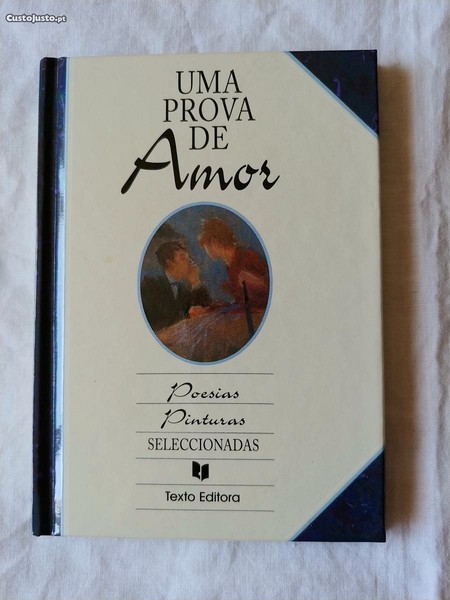 CustoJusto.pt
UMA
PROVA
DE
Amor
Poesias
Pinturas
SELECCIONADAS
Texto Editora